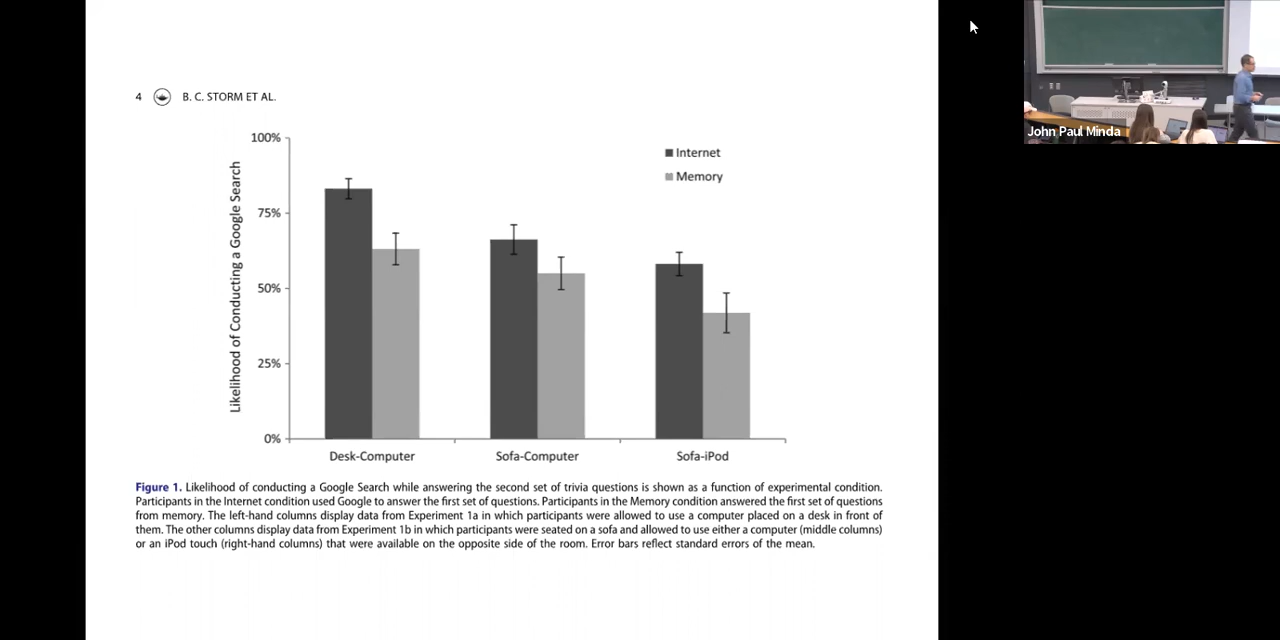 4 B. C. STORM ET AL.
100%
75%
50%
25%
0%
Likelihood of Conducting a Google Search
Internet
Memory
Desk-Computer Sofa-Computer Sofa-iPod
Figure 1. Likelihood of conducting a Google Search while answering the second set of trivia questions is shown as a function of experimental condition.
Participants in the Internet condition used Google to answer the first set of questions. Participants in the Memory condition answered the first set of questions
from memory. The left-hand columns display data from Experiment 1a in which participants were allowed to use a computer placed on a desk in front of
them. The other columns display data from Experiment 1b in which participants were seated on a sofa and allowed to use either a computer (middle columns)
or an iPod touch (right-hand columns) that were available on the opposite side of the room. Error bars reflect standard errors of the mean.
John Paul Minda